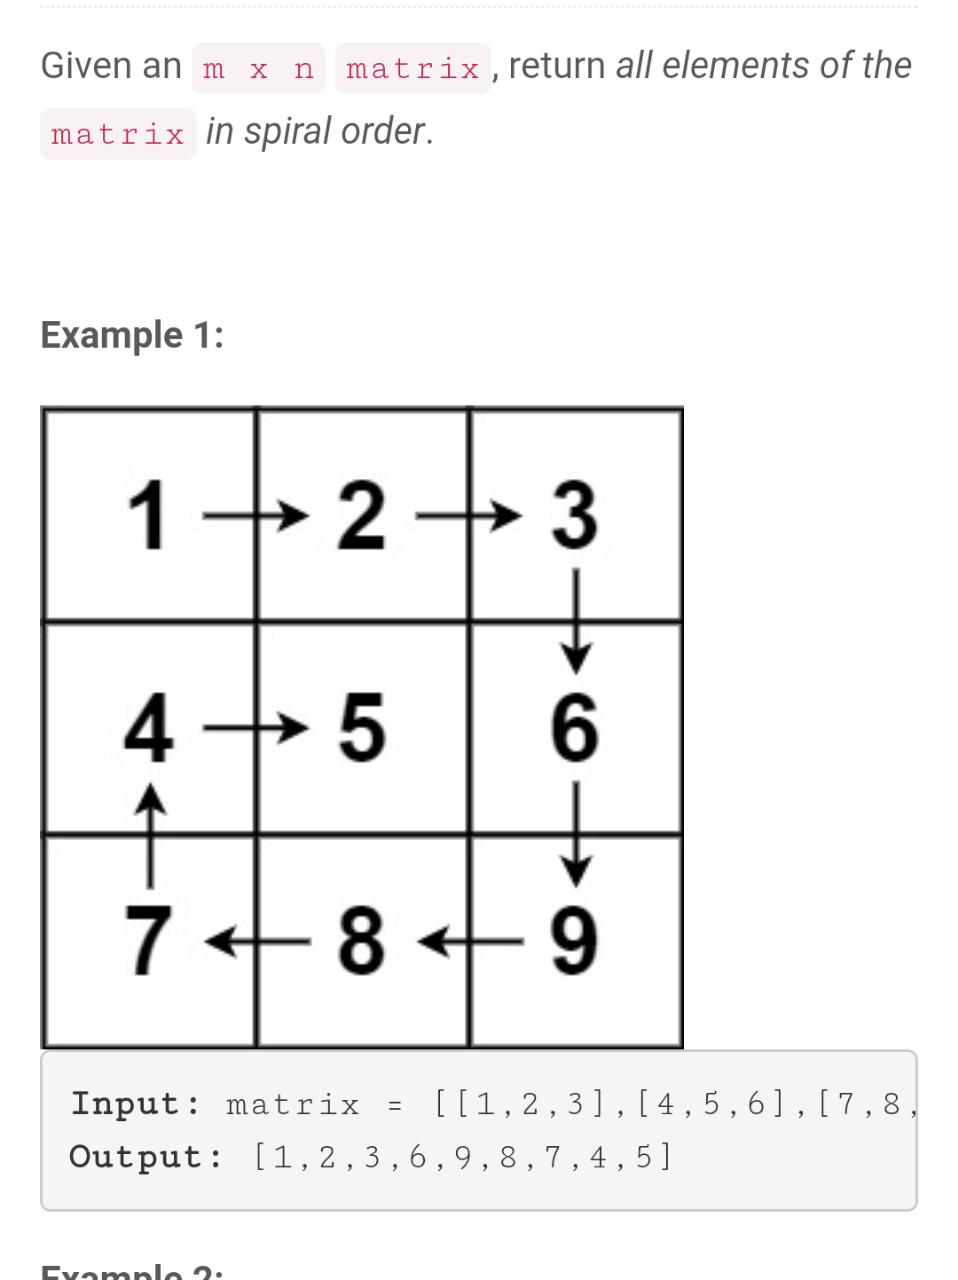 Given an m x n matrix, return all elements of the
matrix in spiral order.
Example 1:
1 2 3
4 5 6
7 8 9
Input: matrix = [[1,2,3],[4,5,6],[7,8,
Output: [1,2,3,6,9,8,7,4,5]
Example 2: